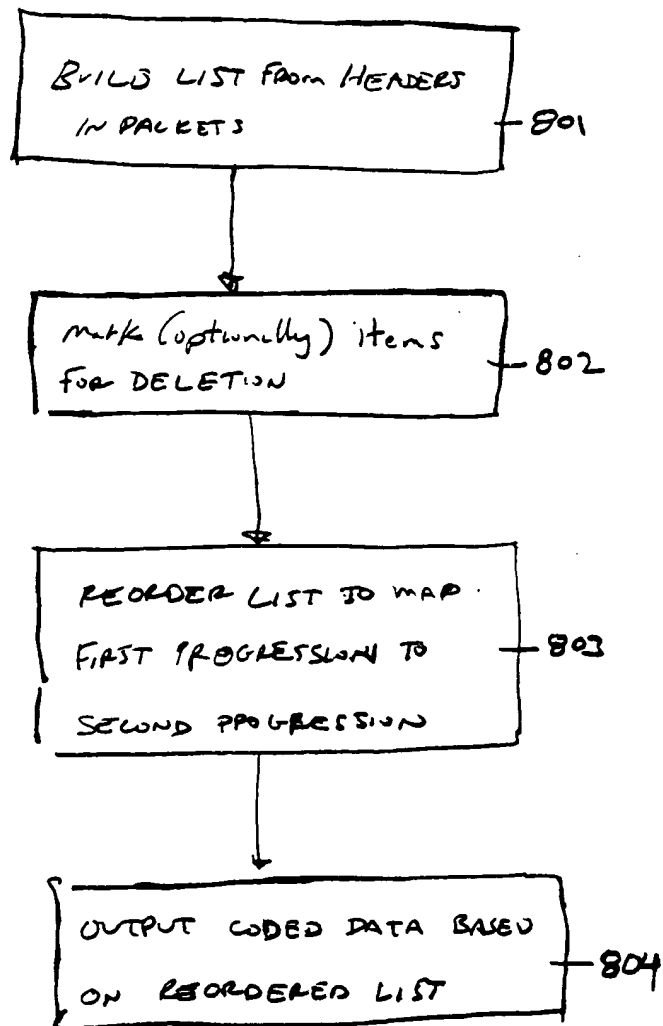 BUILD LIST FROM HEADERS
IN PACKETS
801
mark (optionally) items
FOR DELETION
802
REORDER LIST TO MAP
FIRST PROGRESSION TO
SECOND PROGRESSION
803
OUTPUT CODED DATA BASED
ON REORDERED LIST
804